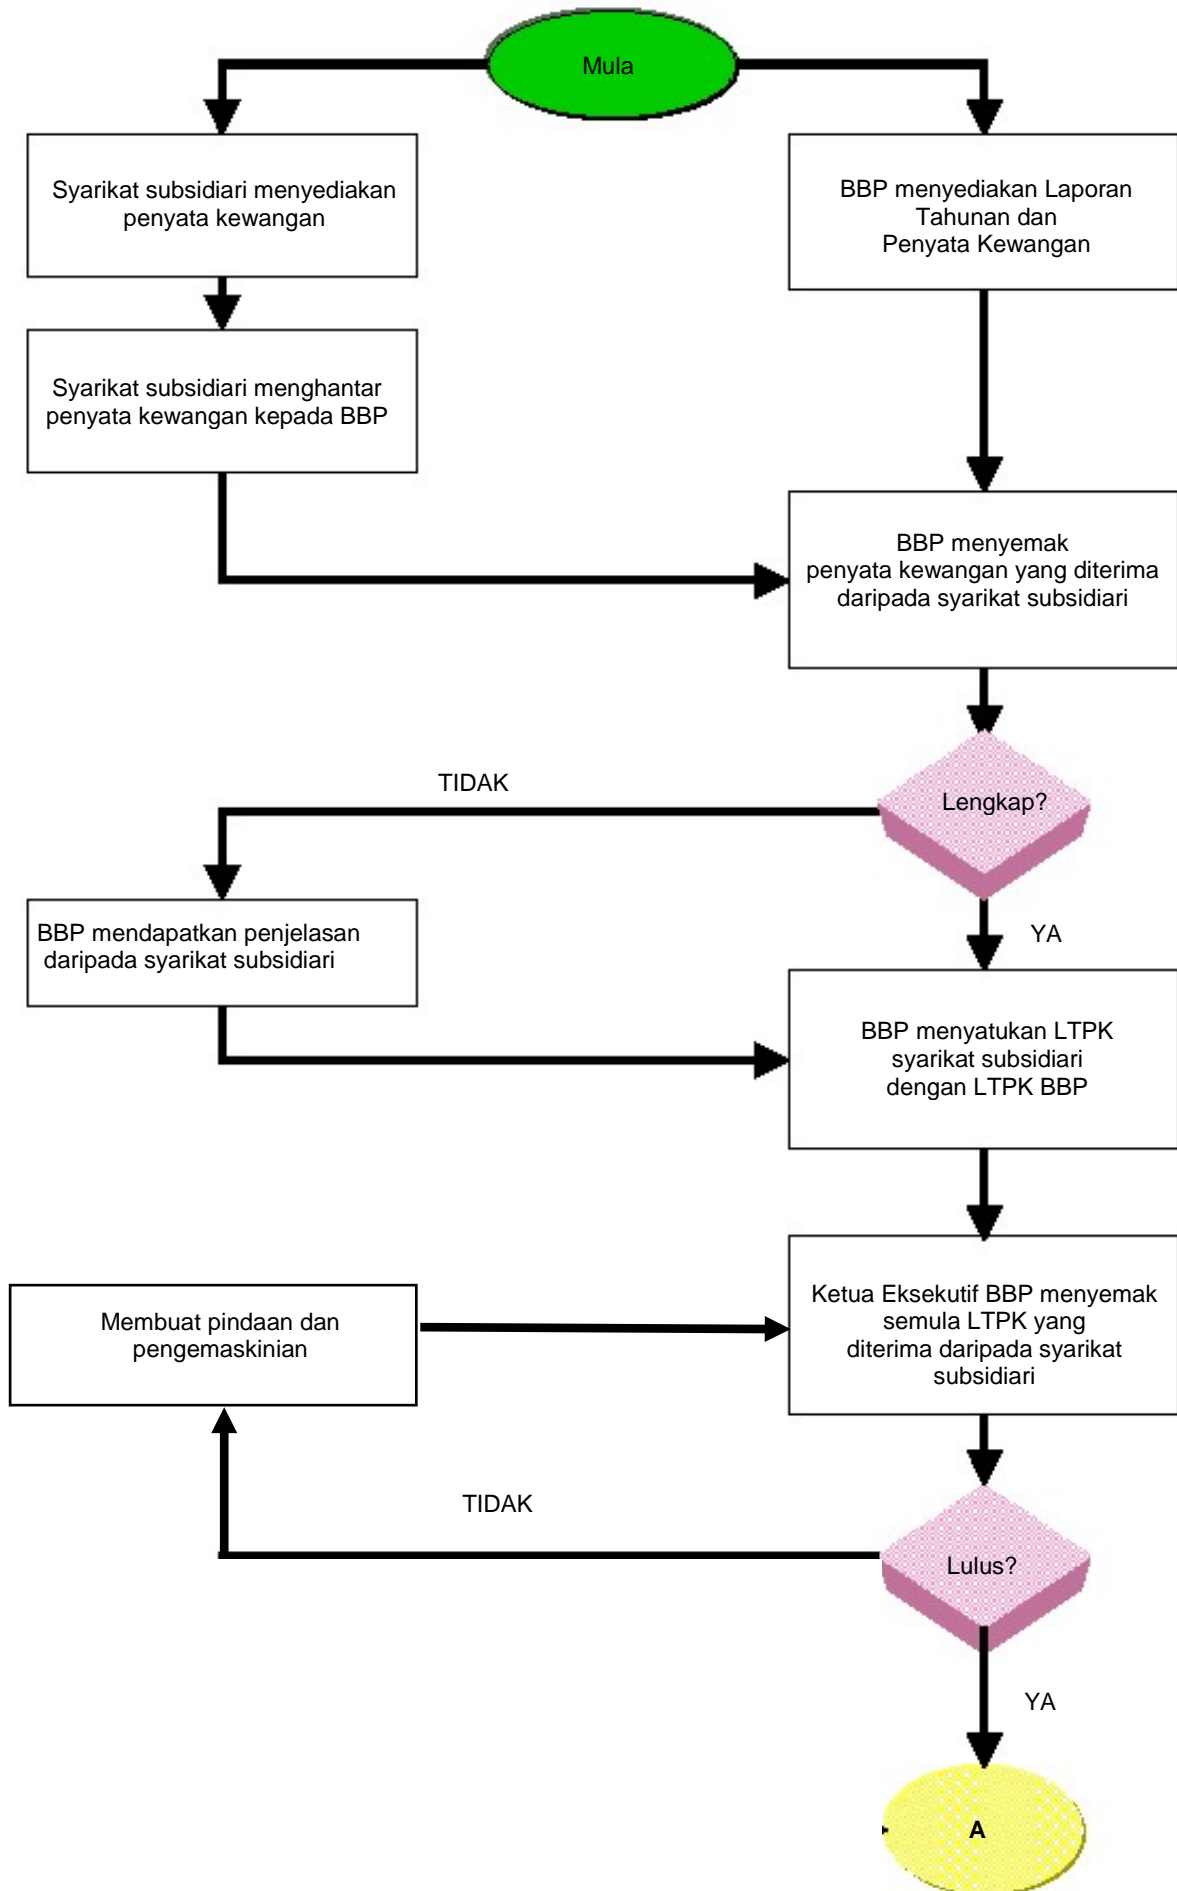 Mula
Syarikat subsidiari menyediakan
penyata kewangan
BBP menyediakan Laporan
Tahunan dan
Penyata Kewangan
Syarikat subsidiari menghantar
penyata kewangan kepada BBP
BBP menyemak
penyata kewangan yang diterima
daripada syarikat subsidiari
Lengkap?
TIDAK
YA
BBP mendapatkan penjelasan
daripada syarikat subsidiari
BBP menyatukan LTPK
syarikat subsidiari
dengan LTPK BBP
Ketua Eksekutif BBP menyemak
semula LTPK yang
diterima daripada syarikat
subsidiari
Membuat pindaan dan
pengemaskinian
TIDAK
Lulus?
YA
A